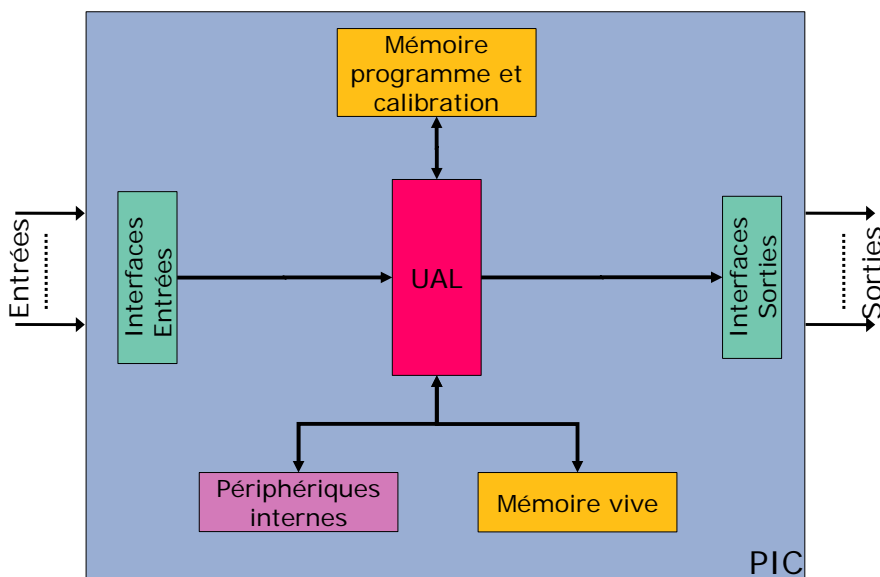 Mémoire
programme et
calibration
Entrées
Interfaces
Entrées
UAL
Interfaces
Sorties
Sorties
Périphériques
internes
Mémoire vive
PIC